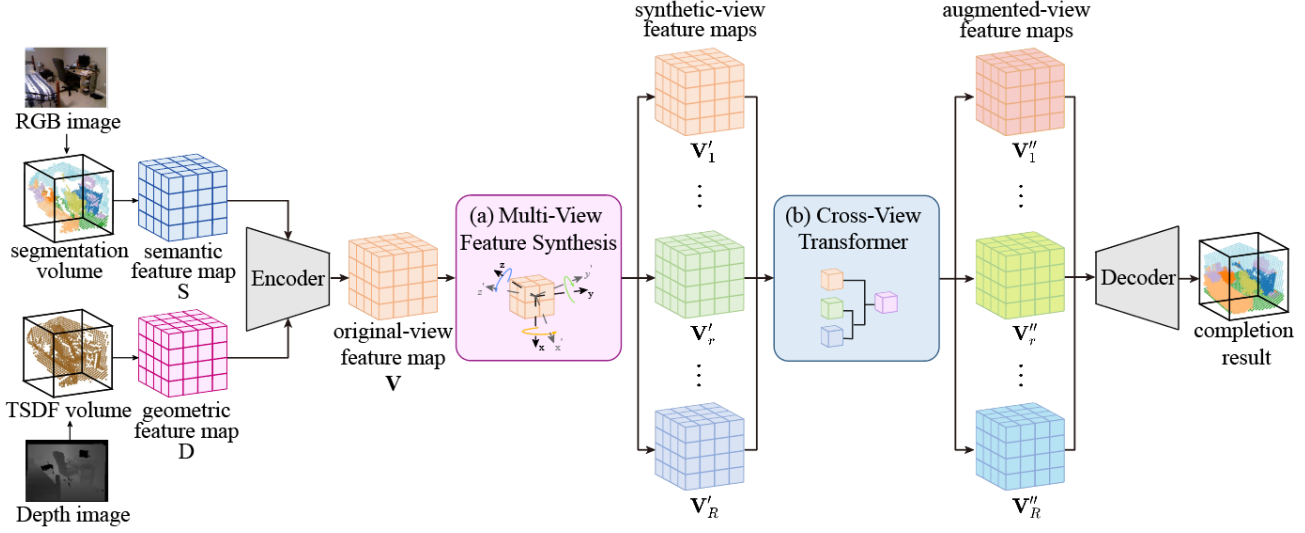 RGB image
segmentation
volume
semantic
feature map
S
TSDF volume
geometric
feature map
D
Depth image
Encoder
original-view
feature map
V
(a) Multi-View
Feature Synthesis
z
z'
y'
y
x
x'
synthetic-view
feature maps
V′₁
⋮
V′ᵣ
⋮
V′_R
(b) Cross-View
Transformer
augmented-view
feature maps
V″₁
⋮
V″ᵣ
⋮
V″_R
Decoder
completion
result